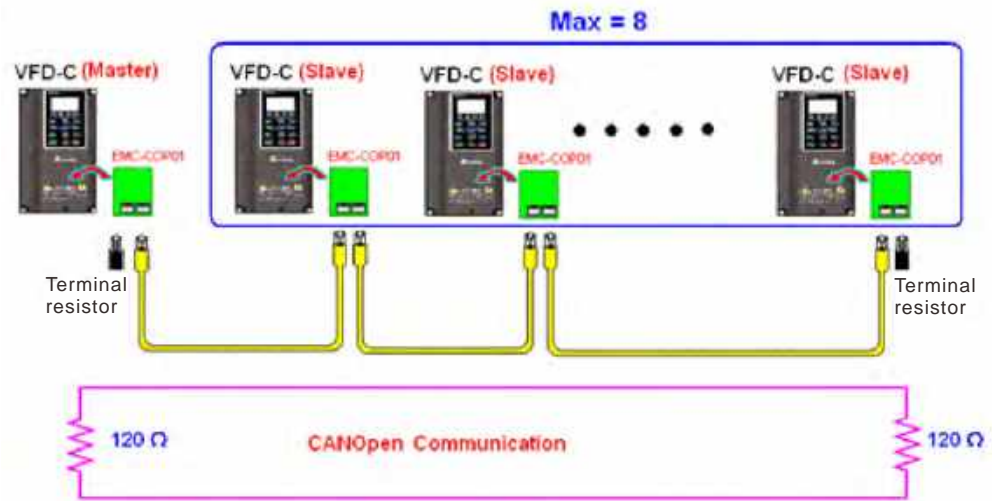 Max = 8
VFD-C (Master)
VFD-C (Slave)
VFD-C (Slave)
VFD-C (Slave)
EMC-COP01
EMC-COP01
EMC-COP01
EMC-COP01
Terminal
resistor
Terminal
resistor
120 Ω
CANOpen Communication
120 Ω